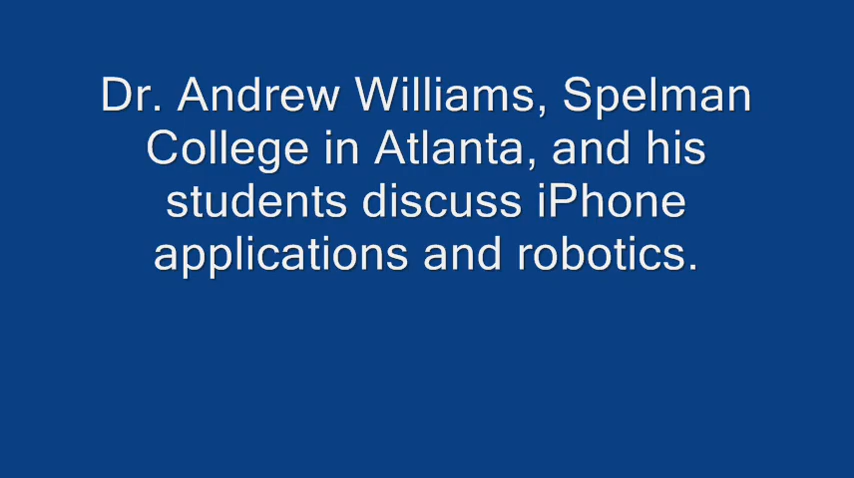 Dr. Andrew Williams, Spelman
College in Atlanta, and his
students discuss iPhone
applications and robotics.